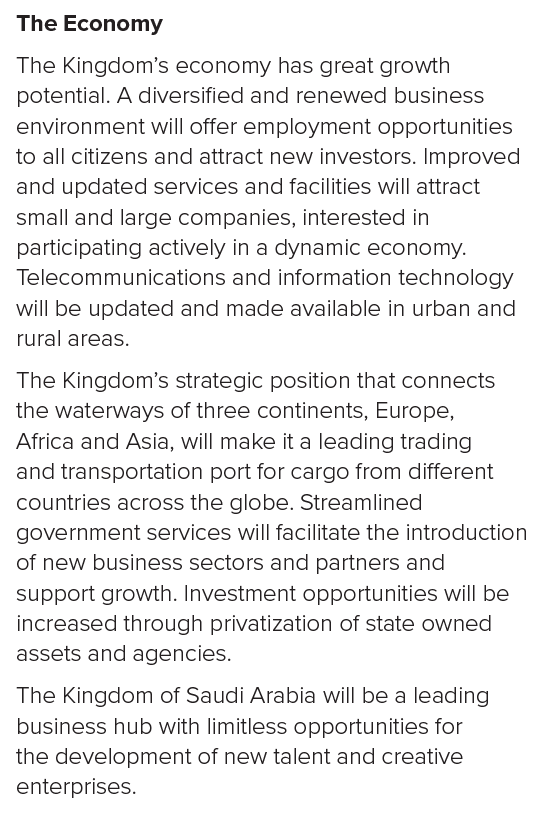 The Economy
The Kingdom’s economy has great growth
potential. A diversified and renewed business
environment will offer employment opportunities
to all citizens and attract new investors. Improved
and updated services and facilities will attract
small and large companies, interested in
participating actively in a dynamic economy.
Telecommunications and information technology
will be updated and made available in urban and
rural areas.
The Kingdom’s strategic position that connects
the waterways of three continents, Europe,
Africa and Asia, will make it a leading trading
and transportation port for cargo from different
countries across the globe. Streamlined
government services will facilitate the introduction
of new business sectors and partners and
support growth. Investment opportunities will be
increased through privatization of state owned
assets and agencies.
The Kingdom of Saudi Arabia will be a leading
business hub with limitless opportunities for
the development of new talent and creative
enterprises.